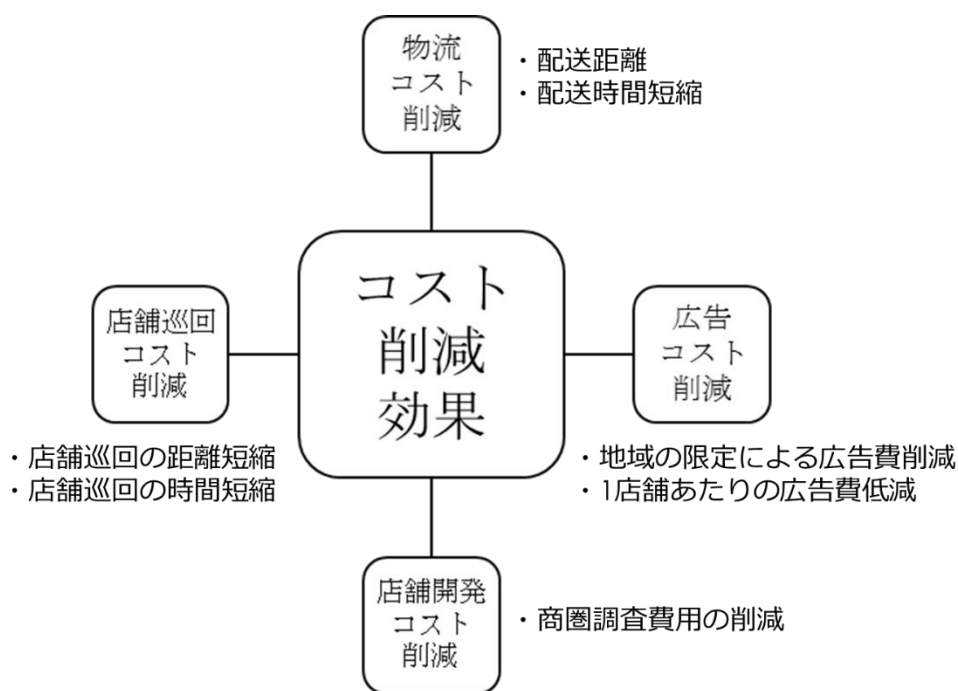 物流
コスト
削減
・配送距離
・配送時間短縮
コスト
削減
効果
店舗巡回
コスト
削減
・店舗巡回の距離短縮
・店舗巡回の時間短縮
広告
コスト
削減
・地域の限定による広告費削減
・1店舗あたりの広告費低減
店舗開発
コスト
削減
・商圏調査費用の削減